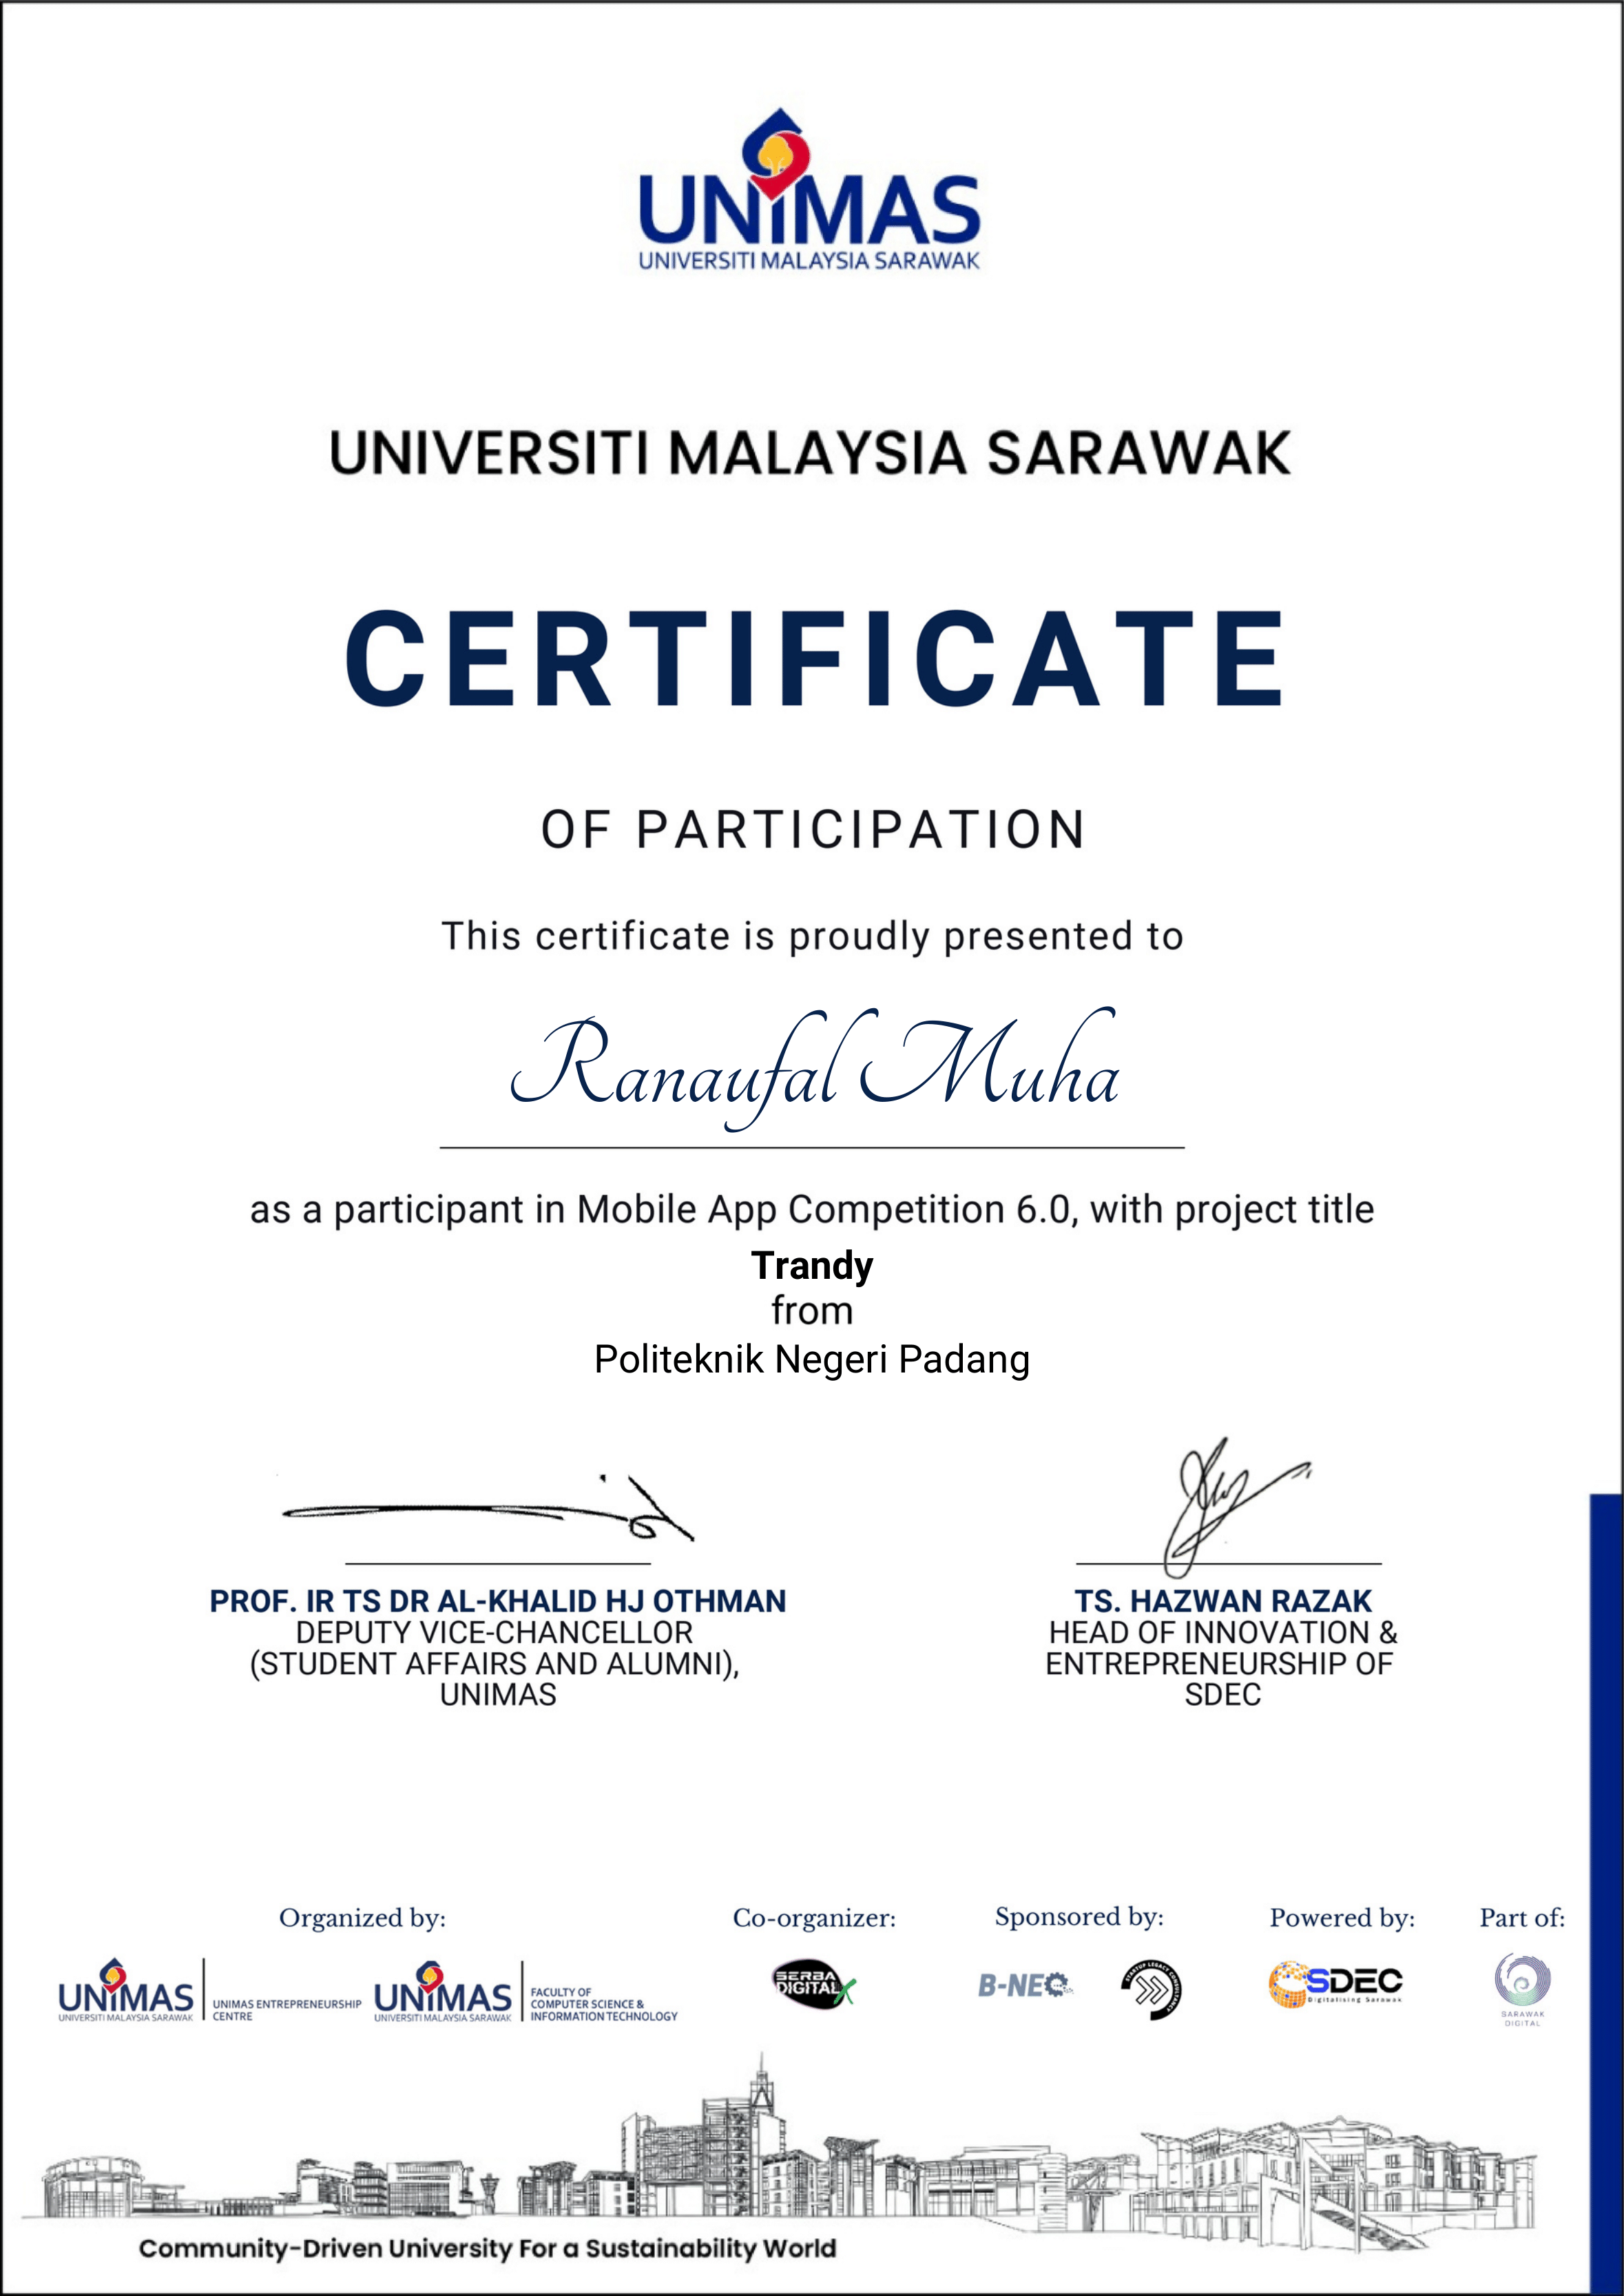 UNIMAS
UNIVERSITI MALAYSIA SARAWAK
UNIVERSITI MALAYSIA SARAWAK
CERTIFICATE
OF PARTICIPATION
This certificate is proudly presented to
Ranaufal Muha
as a participant in Mobile App Competition 6.0, with project title
Trandy
from
Politeknik Negeri Padang
PROF. IR TS DR AL-KHALID HJ OTHMAN
DEPUTY VICE-CHANCELLOR
(STUDENT AFFAIRS AND ALUMNI),
UNIMAS
TS. HAZWAN RAZAK
HEAD OF INNOVATION &
ENTREPRENEURSHIP OF
SDEC
Organized by:
UNIMAS
UNIVERSITI MALAYSIA SARAWAK
UNIMAS ENTREPRENEURSHIP
CENTRE
UNIMAS
UNIVERSITI MALAYSIA SARAWAK
FACULTY OF
COMPUTER SCIENCE &
INFORMATION TECHNOLOGY
Co-organizer:
SERBA
DIGITAL X
Sponsored by:
B-NEO
STARTUP LEGACY CONSULTANCY
Powered by:
SDEC
Digitalising Sarawak
Part of:
SARAWAK
DIGITAL
Community-Driven University For a Sustainability World